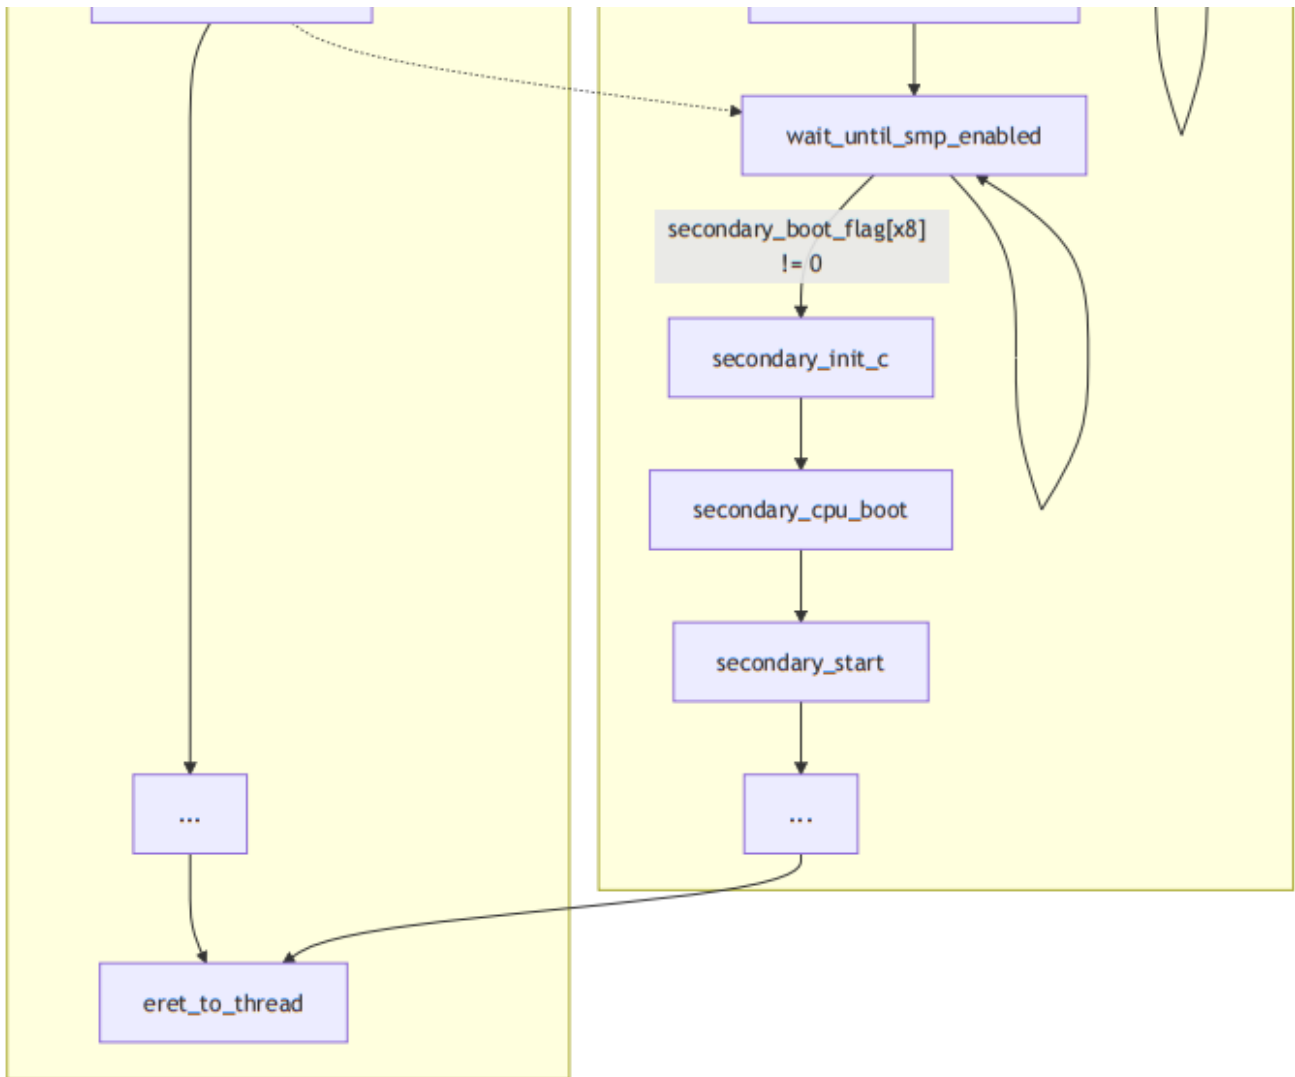 wait_until_smp_enabled
secondary_boot_flag[x8]
!= 0
secondary_init_c
secondary_cpu_boot
secondary_start
...
...
eret_to_thread